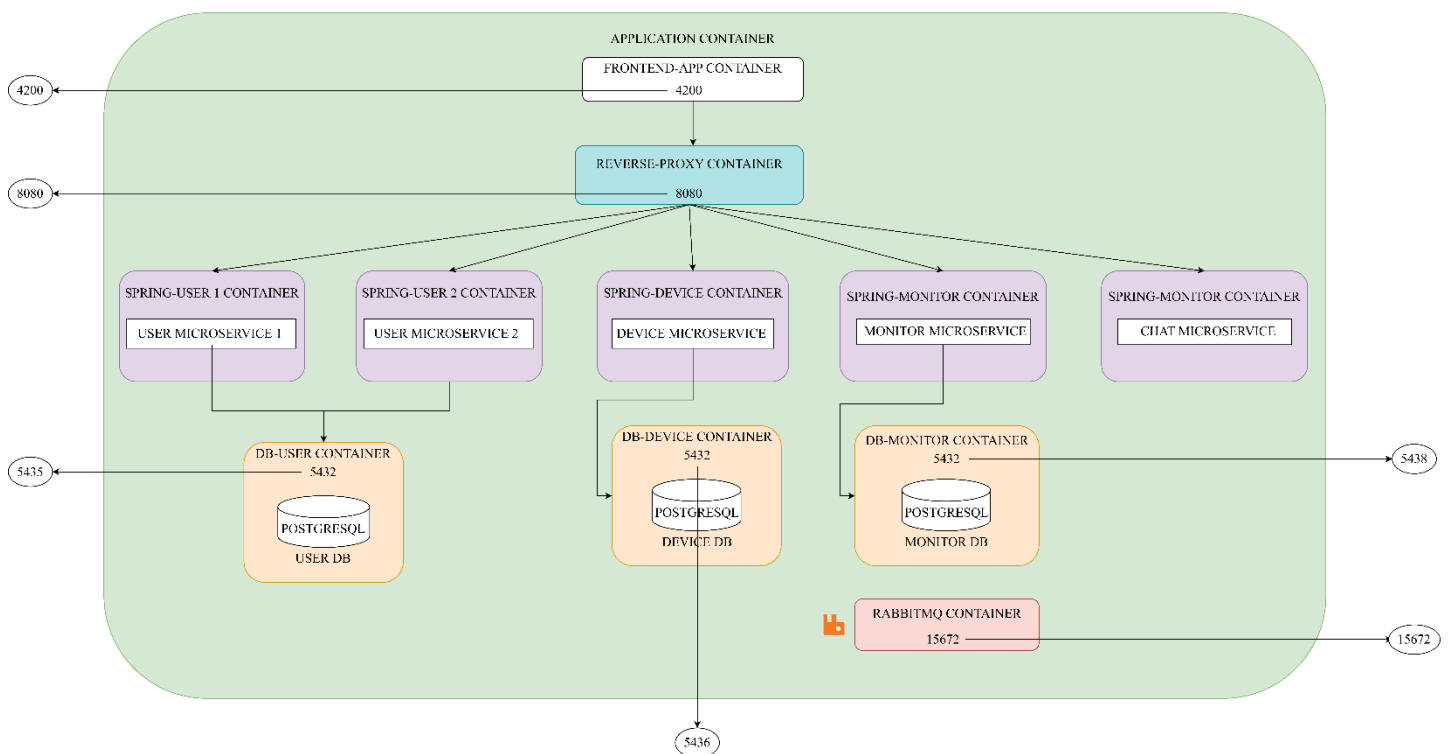 APPLICATION CONTAINER
FRONTEND-APP CONTAINER
4200
4200
REVERSE-PROXY CONTAINER
8080
8080
SPRING-USER 1 CONTAINER
USER MICROSERVICE 1
SPRING-USER 2 CONTAINER
USER MICROSERVICE 2
SPRING-DEVICE CONTAINER
DEVICE MICROSERVICE
SPRING-MONITOR CONTAINER
MONITOR MICROSERVICE
SPRING-MONITOR CONTAINER
CHAT MICROSERVICE
DB-USER CONTAINER
5435
5432
POSTGRESQL
USER DB
DB-DEVICE CONTAINER
5432
POSTGRESQL
DEVICE DB
DB-MONITOR CONTAINER
5432
5438
POSTGRESQL
MONITOR DB
RABBITMQ CONTAINER
15672
15672
5436